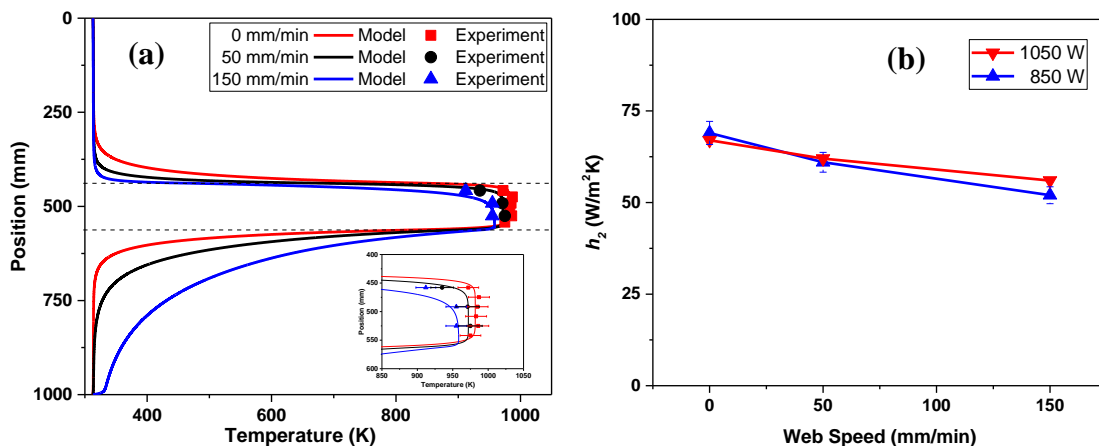 (a)
0 mm/min Model Experiment
50 mm/min Model Experiment
150 mm/min Model Experiment
0
250
500
750
1000
Position (mm)
400 600 800 1000
Temperature (K)
400
450
500
550
600
Position (mm)
850 900 950 1000 1050
Temperature (K)
(b)
1050 W
850 W
100
75
50
25
0
h₂ (W/m²K)
0 50 100 150
Web Speed (mm/min)